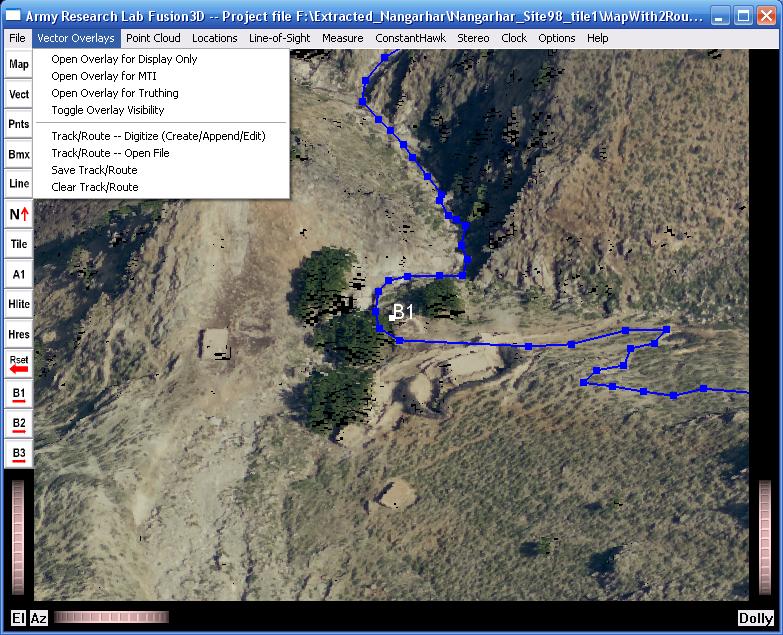 Army Research Lab Fusion3D -- Project file F:\Extracted_Nangarhar\Nangarhar_Site98_tile1\MapWith2Rou...
File Vector Overlays Point Cloud Locations Line-of-Sight Measure ConstantHawk Stereo Clock Options Help
Open Overlay for Display Only
Open Overlay for MTI
Open Overlay for Truthing
Toggle Overlay Visibility
Track/Route -- Digitize (Create/Append/Edit)
Track/Route -- Open File
Save Track/Route
Clear Track/Route
Map
Vect
Pnts
Bmx
Line
N
Tile
A1
Hlite
Hres
Rset
B1
B2
B3
B1
El Az Dolly